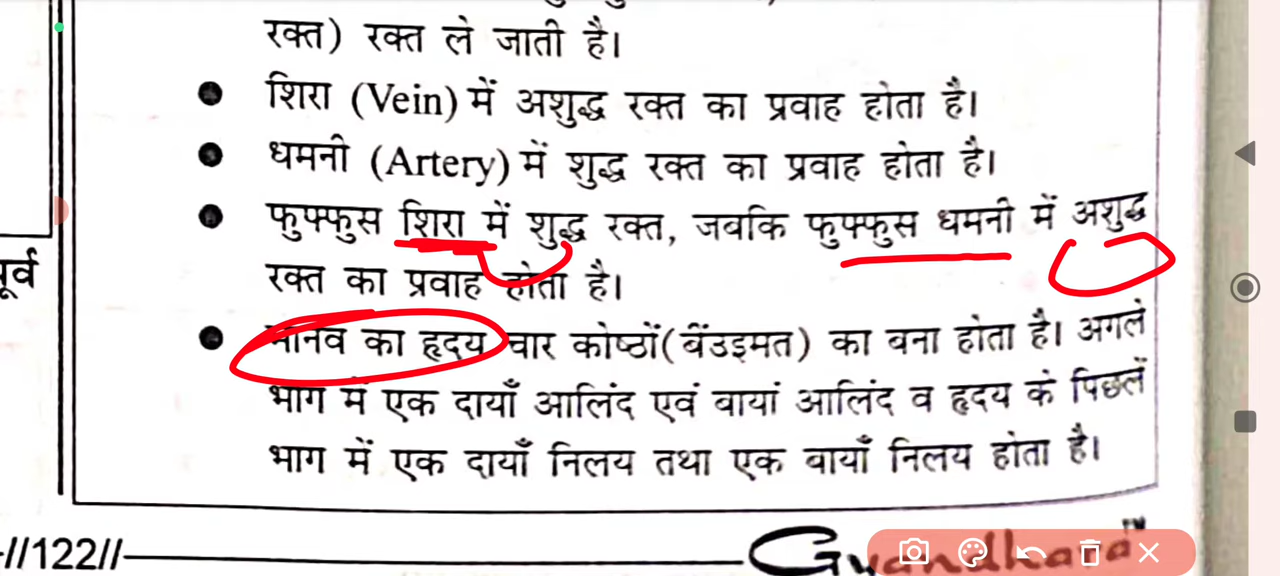 रक्त) रक्त ले जाती है।
• शिरा (Vein) में अशुद्ध रक्त का प्रवाह होता है।
• धमनी (Artery) में शुद्ध रक्त का प्रवाह होता है।
• फुफ्फुस शिरा में शुद्ध रक्त, जबकि फुफ्फुस धमनी में अशुद्ध
रक्त का प्रवाह होता है।
• मानव का हृदय चार कोष्ठों(बेंउइमत) का बना होता है। अगले
भाग में एक दायाँ आलिंद एवं वायां आलिंद व हृदय के पिछलें
भाग में एक दायाँ निलय तथा एक वायाँ निलय होता है।
पूर्व
//122//
Gyandhara™